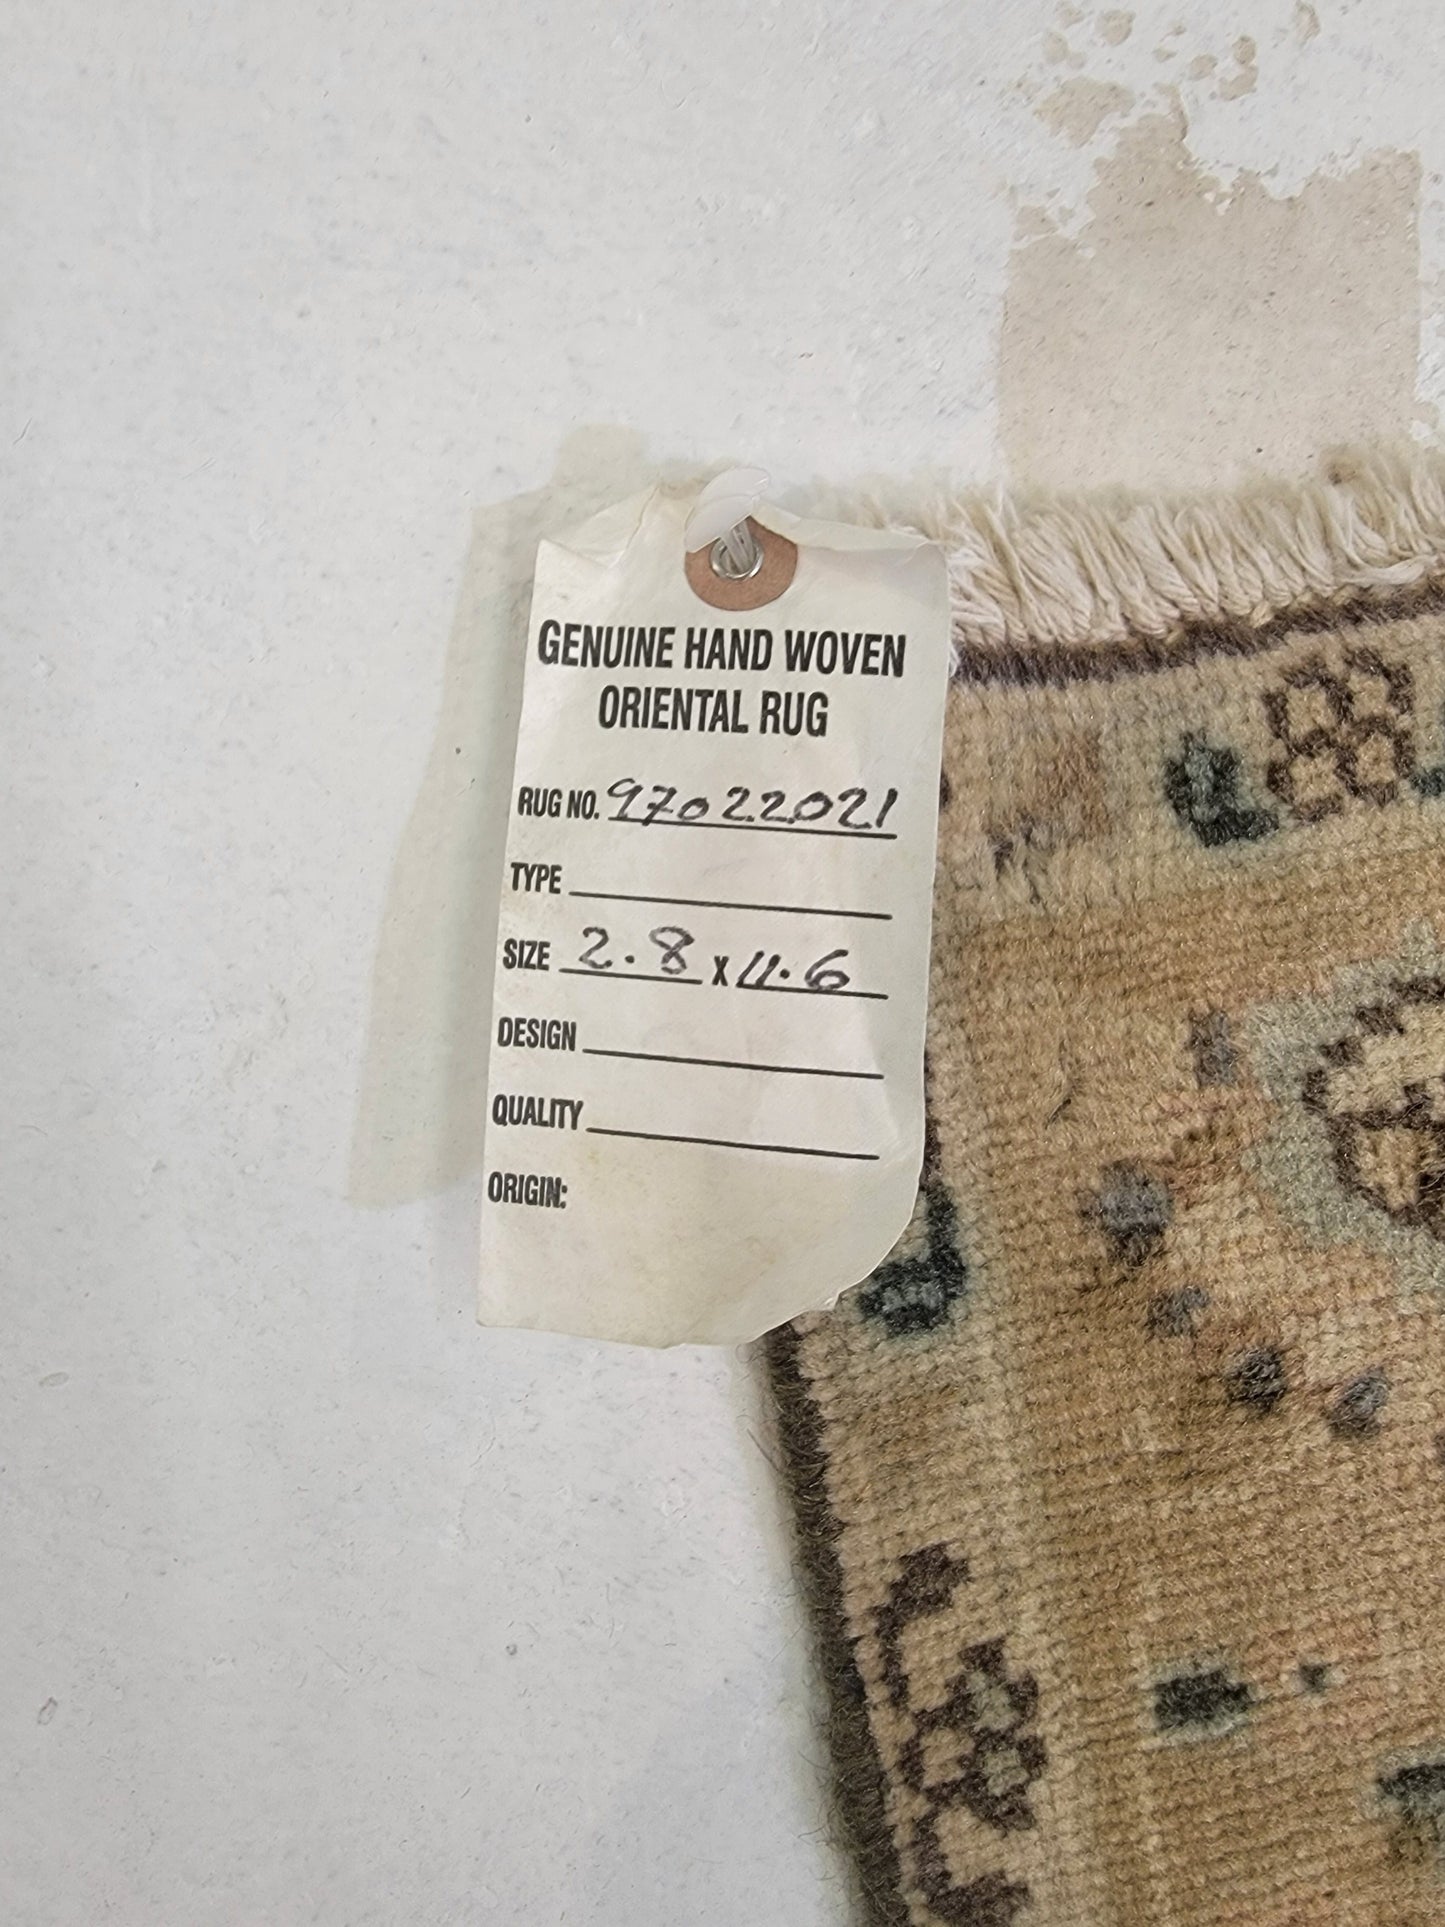 GENUINE HAND WOVEN
ORIENTAL RUG
RUG NO. 97022021
TYPE
SIZE 2.8 X 11.6
DESIGN
QUALITY
ORIGIN: